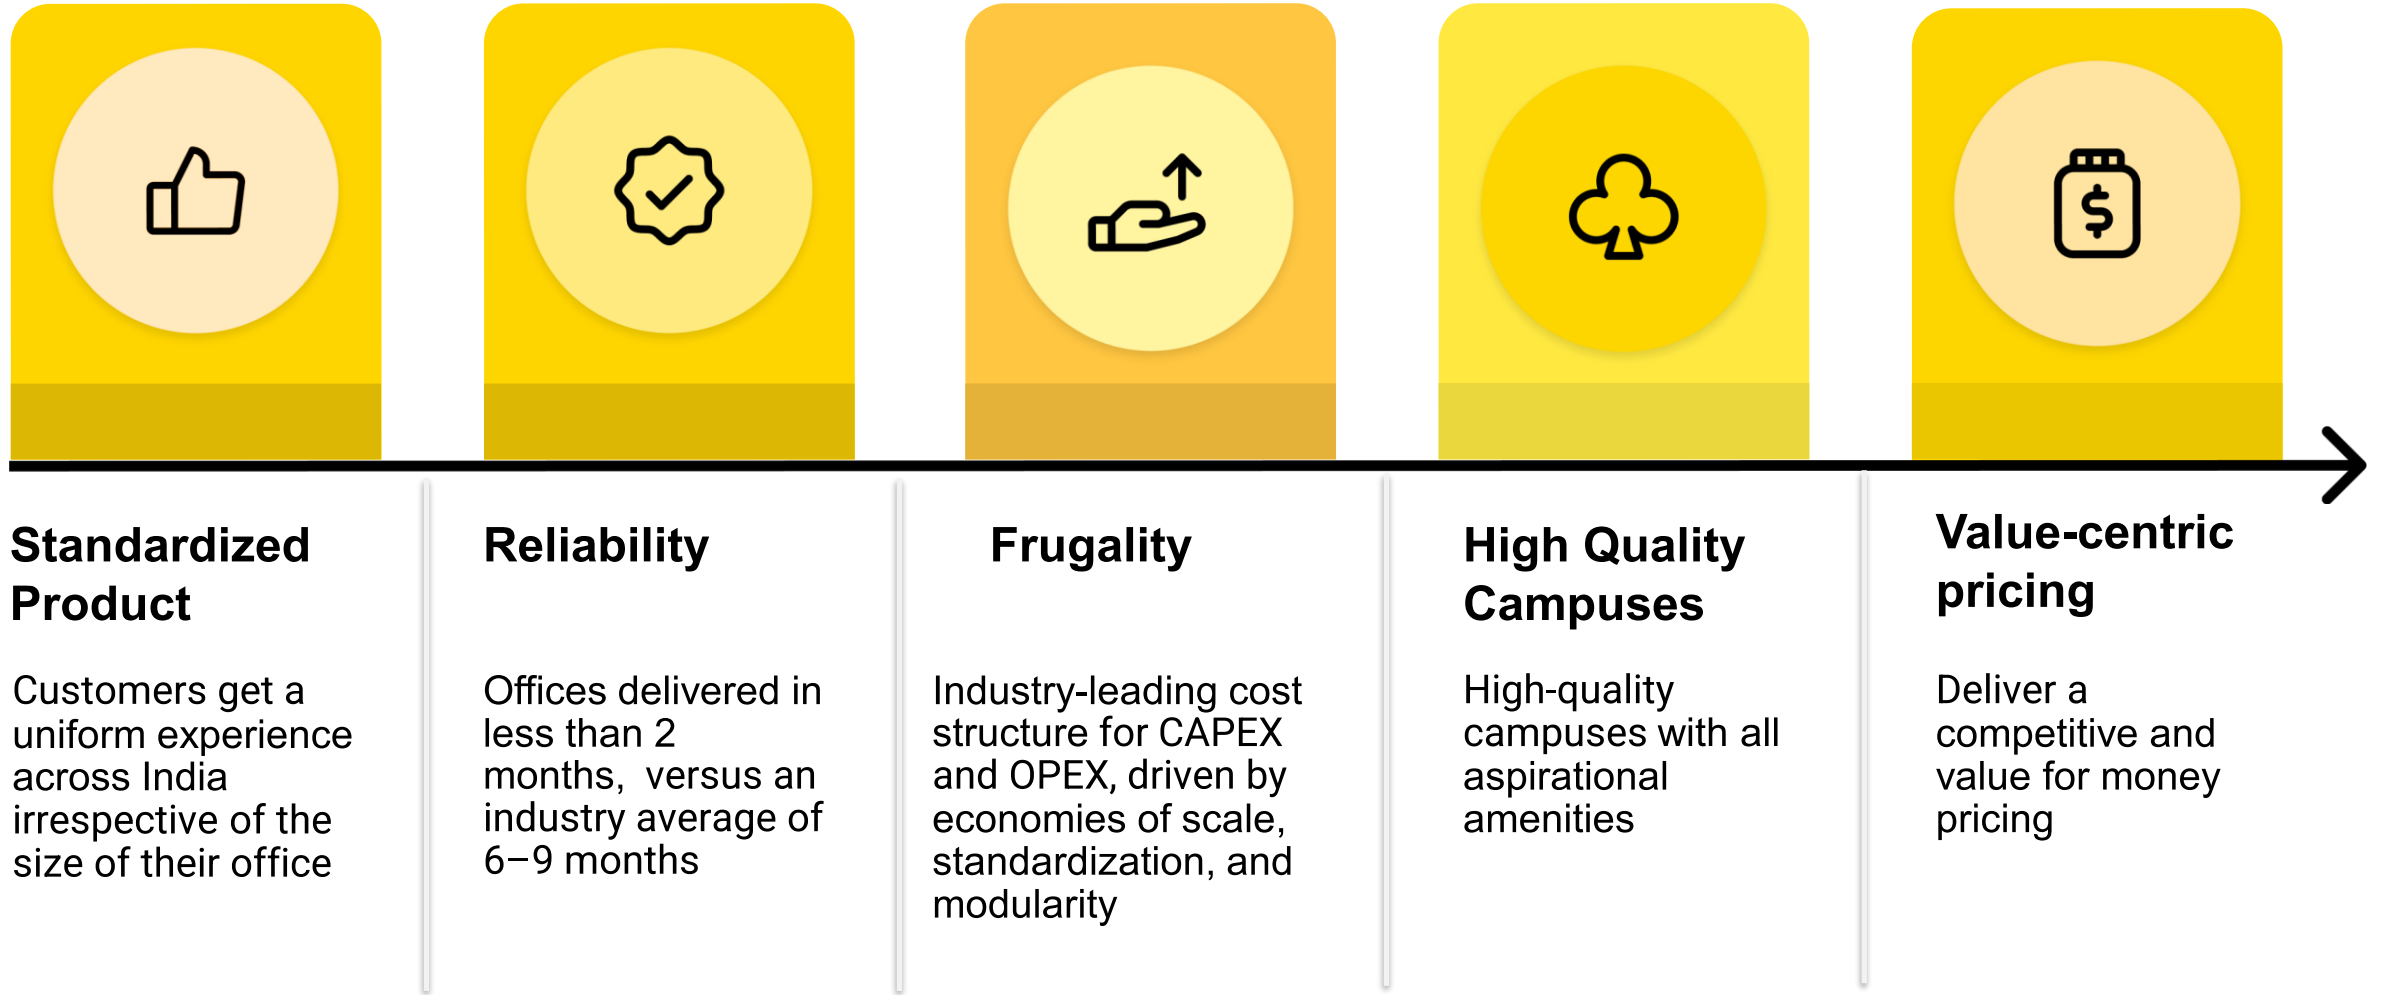 Standardized
Product
Customers get a
uniform experience
across India
irrespective of the
size of their office
Reliability
Offices delivered in
less than 2
months,  versus an
industry average of
6–9 months
Frugality
Industry-leading cost
structure for CAPEX
and OPEX, driven by
economies of scale,
standardization, and
modularity
High Quality
Campuses
High-quality
campuses with all
aspirational
amenities
Value-centric
pricing
Deliver a
competitive and
value for money
pricing